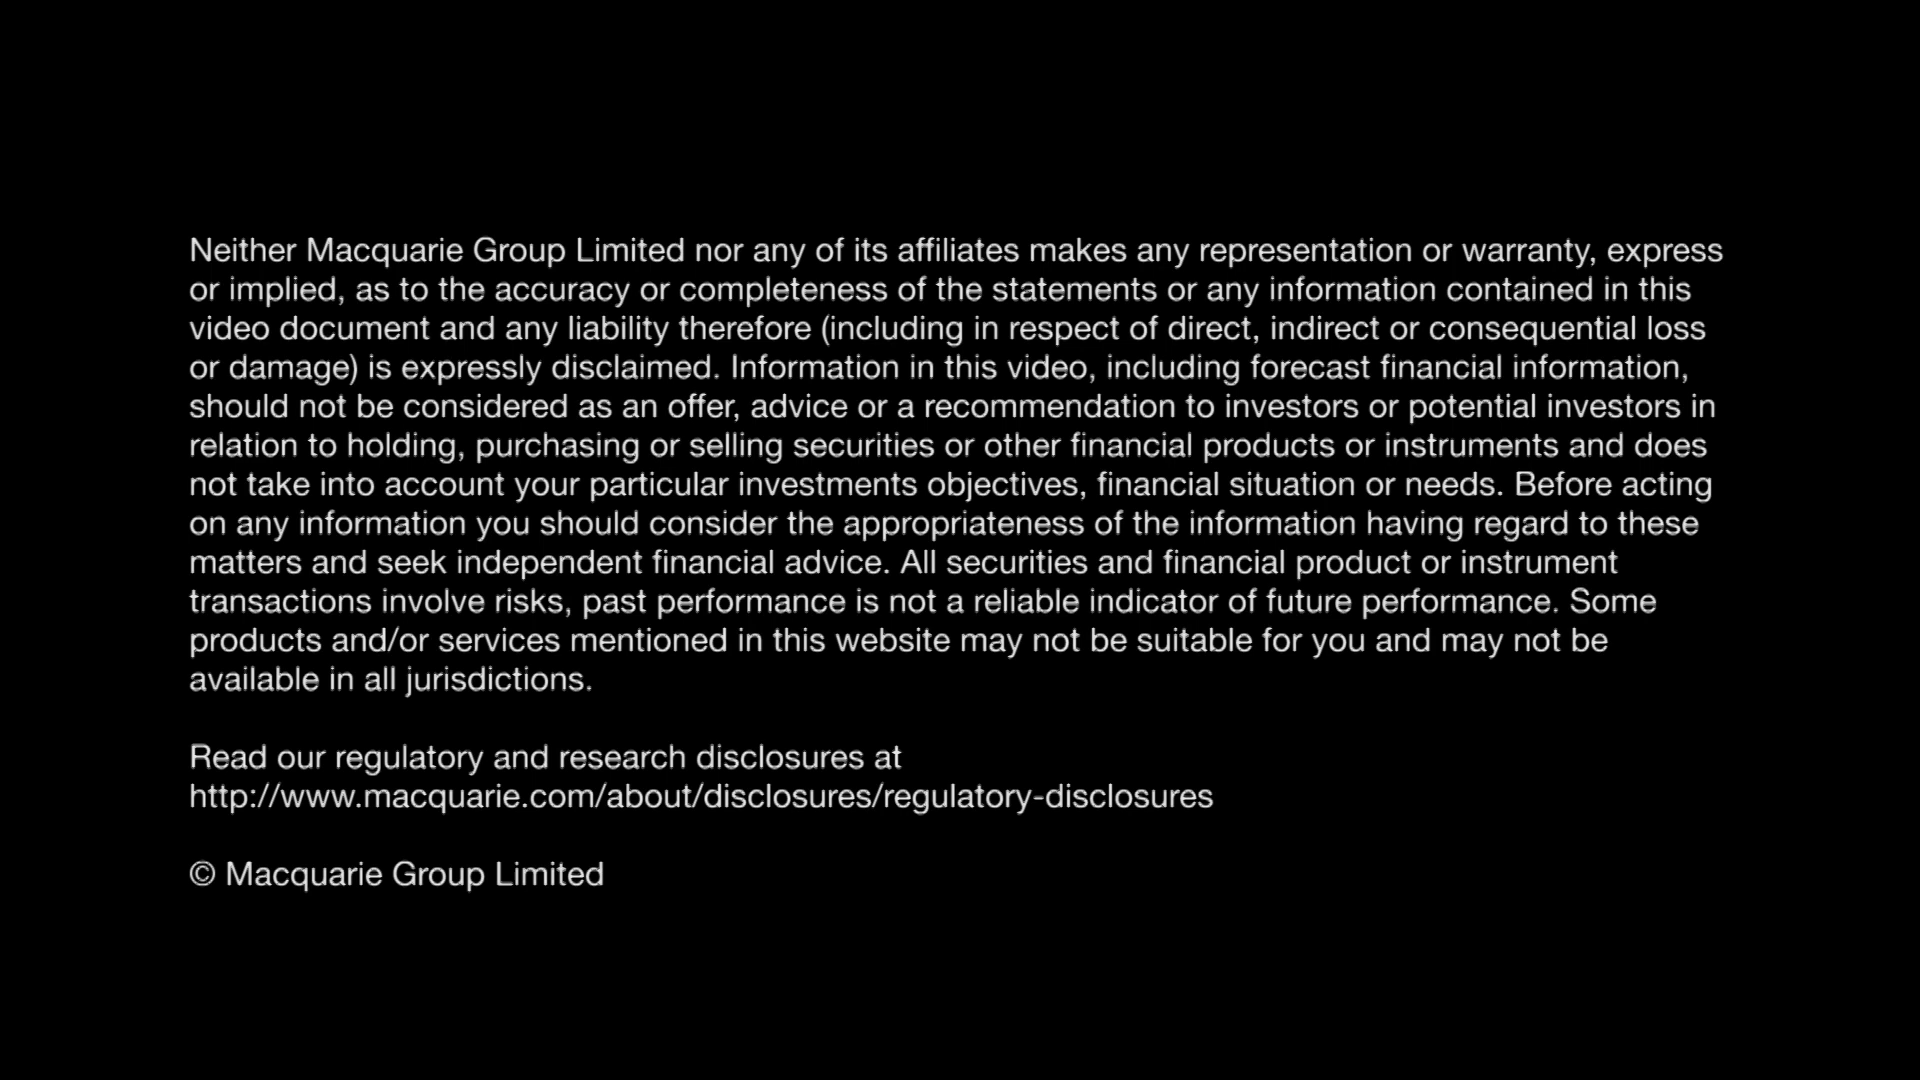 Neither Macquarie Group Limited nor any of its affiliates makes any representation or warranty, express
or implied, as to the accuracy or completeness of the statements or any information contained in this
video document and any liability therefore (including in respect of direct, indirect or consequential loss
or damage) is expressly disclaimed. Information in this video, including forecast financial information,
should not be considered as an offer, advice or a recommendation to investors or potential investors in
relation to holding, purchasing or selling securities or other financial products or instruments and does
not take into account your particular investments objectives, financial situation or needs. Before acting
on any information you should consider the appropriateness of the information having regard to these
matters and seek independent financial advice. All securities and financial product or instrument
transactions involve risks, past performance is not a reliable indicator of future performance. Some
products and/or services mentioned in this website may not be suitable for you and may not be
available in all jurisdictions.
Read our regulatory and research disclosures at
http://www.macquarie.com/about/disclosures/regulatory-disclosures
© Macquarie Group Limited